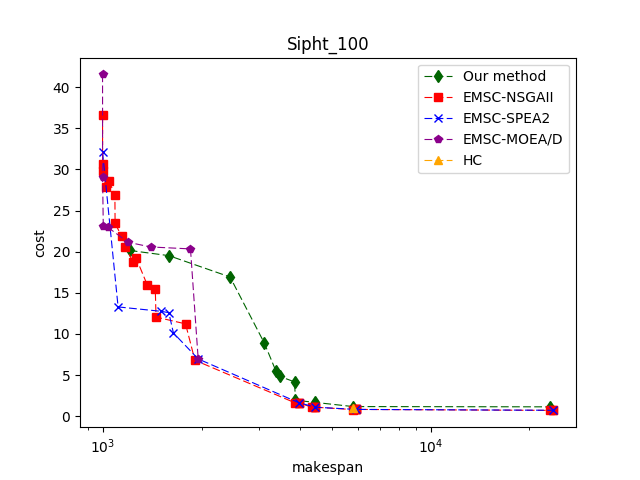 Sipht_100
Our method
EMSC-NSGAII
EMSC-SPEA2
EMSC-MOEA/D
HC
cost
40
35
30
25
20
15
10
5
0
10³
10⁴
makespan